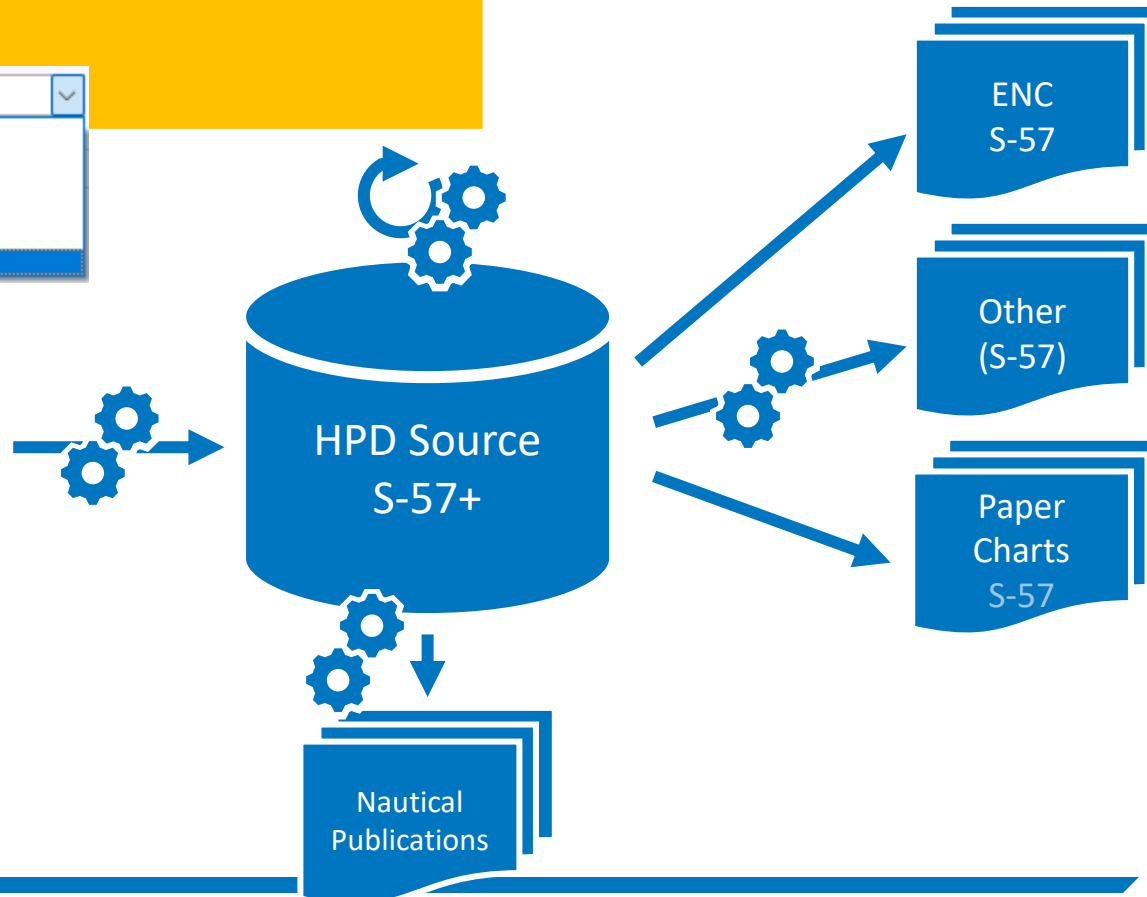 ENC
S-57
Other
(S-57)
HPD Source
S-57+
Paper
Charts
S-57
Nautical
Publications